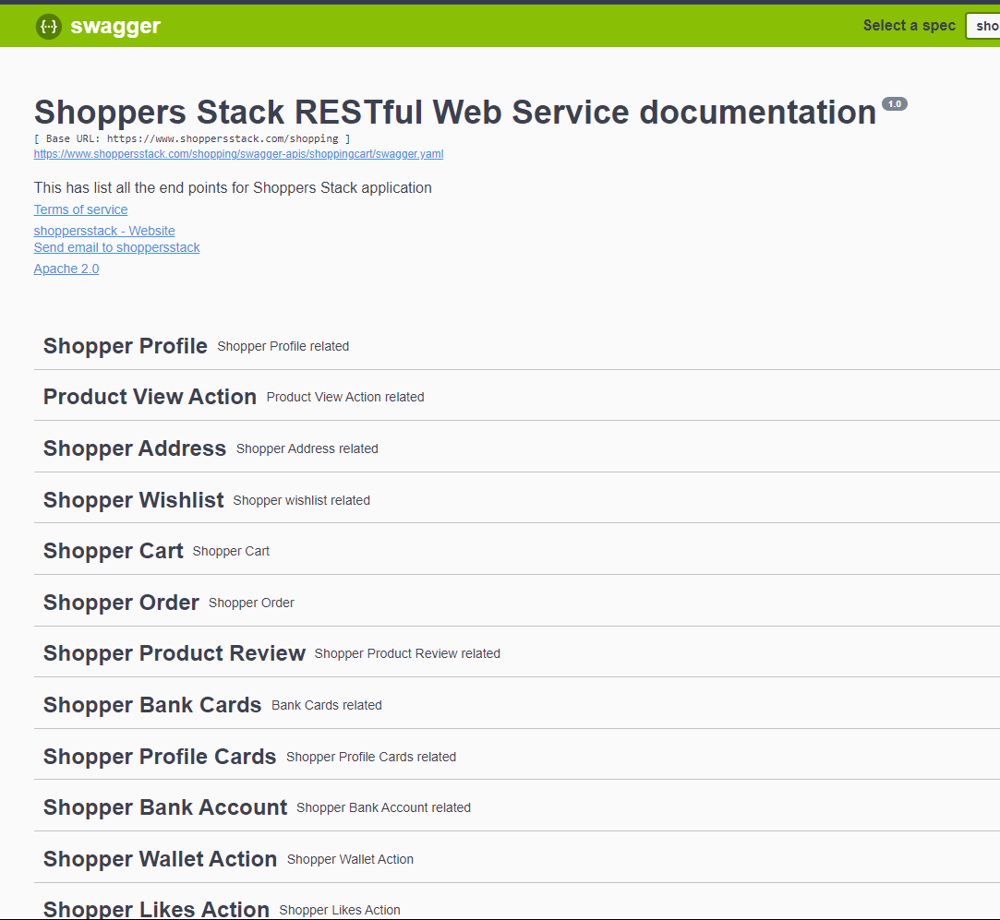 {··} swagger
Select a spec sho
Shoppers Stack RESTful Web Service documentation 1.0
[ Base URL: https://www.shoppersstack.com/shopping ]
https://www.shoppersstack.com/shopping/swagger-apis/shoppingcart/swagger.yaml
This has list all the end points for Shoppers Stack application
Terms of service
shoppersstack - Website
Send email to shoppersstack
Apache 2.0
Shopper Profile Shopper Profile related
Product View Action Product View Action related
Shopper Address Shopper Address related
Shopper Wishlist Shopper wishlist related
Shopper Cart Shopper Cart
Shopper Order Shopper Order
Shopper Product Review Shopper Product Review related
Shopper Bank Cards Bank Cards related
Shopper Profile Cards Shopper Profile Cards related
Shopper Bank Account Shopper Bank Account related
Shopper Wallet Action Shopper Wallet Action
Shopper Likes Action Shopper Likes Action